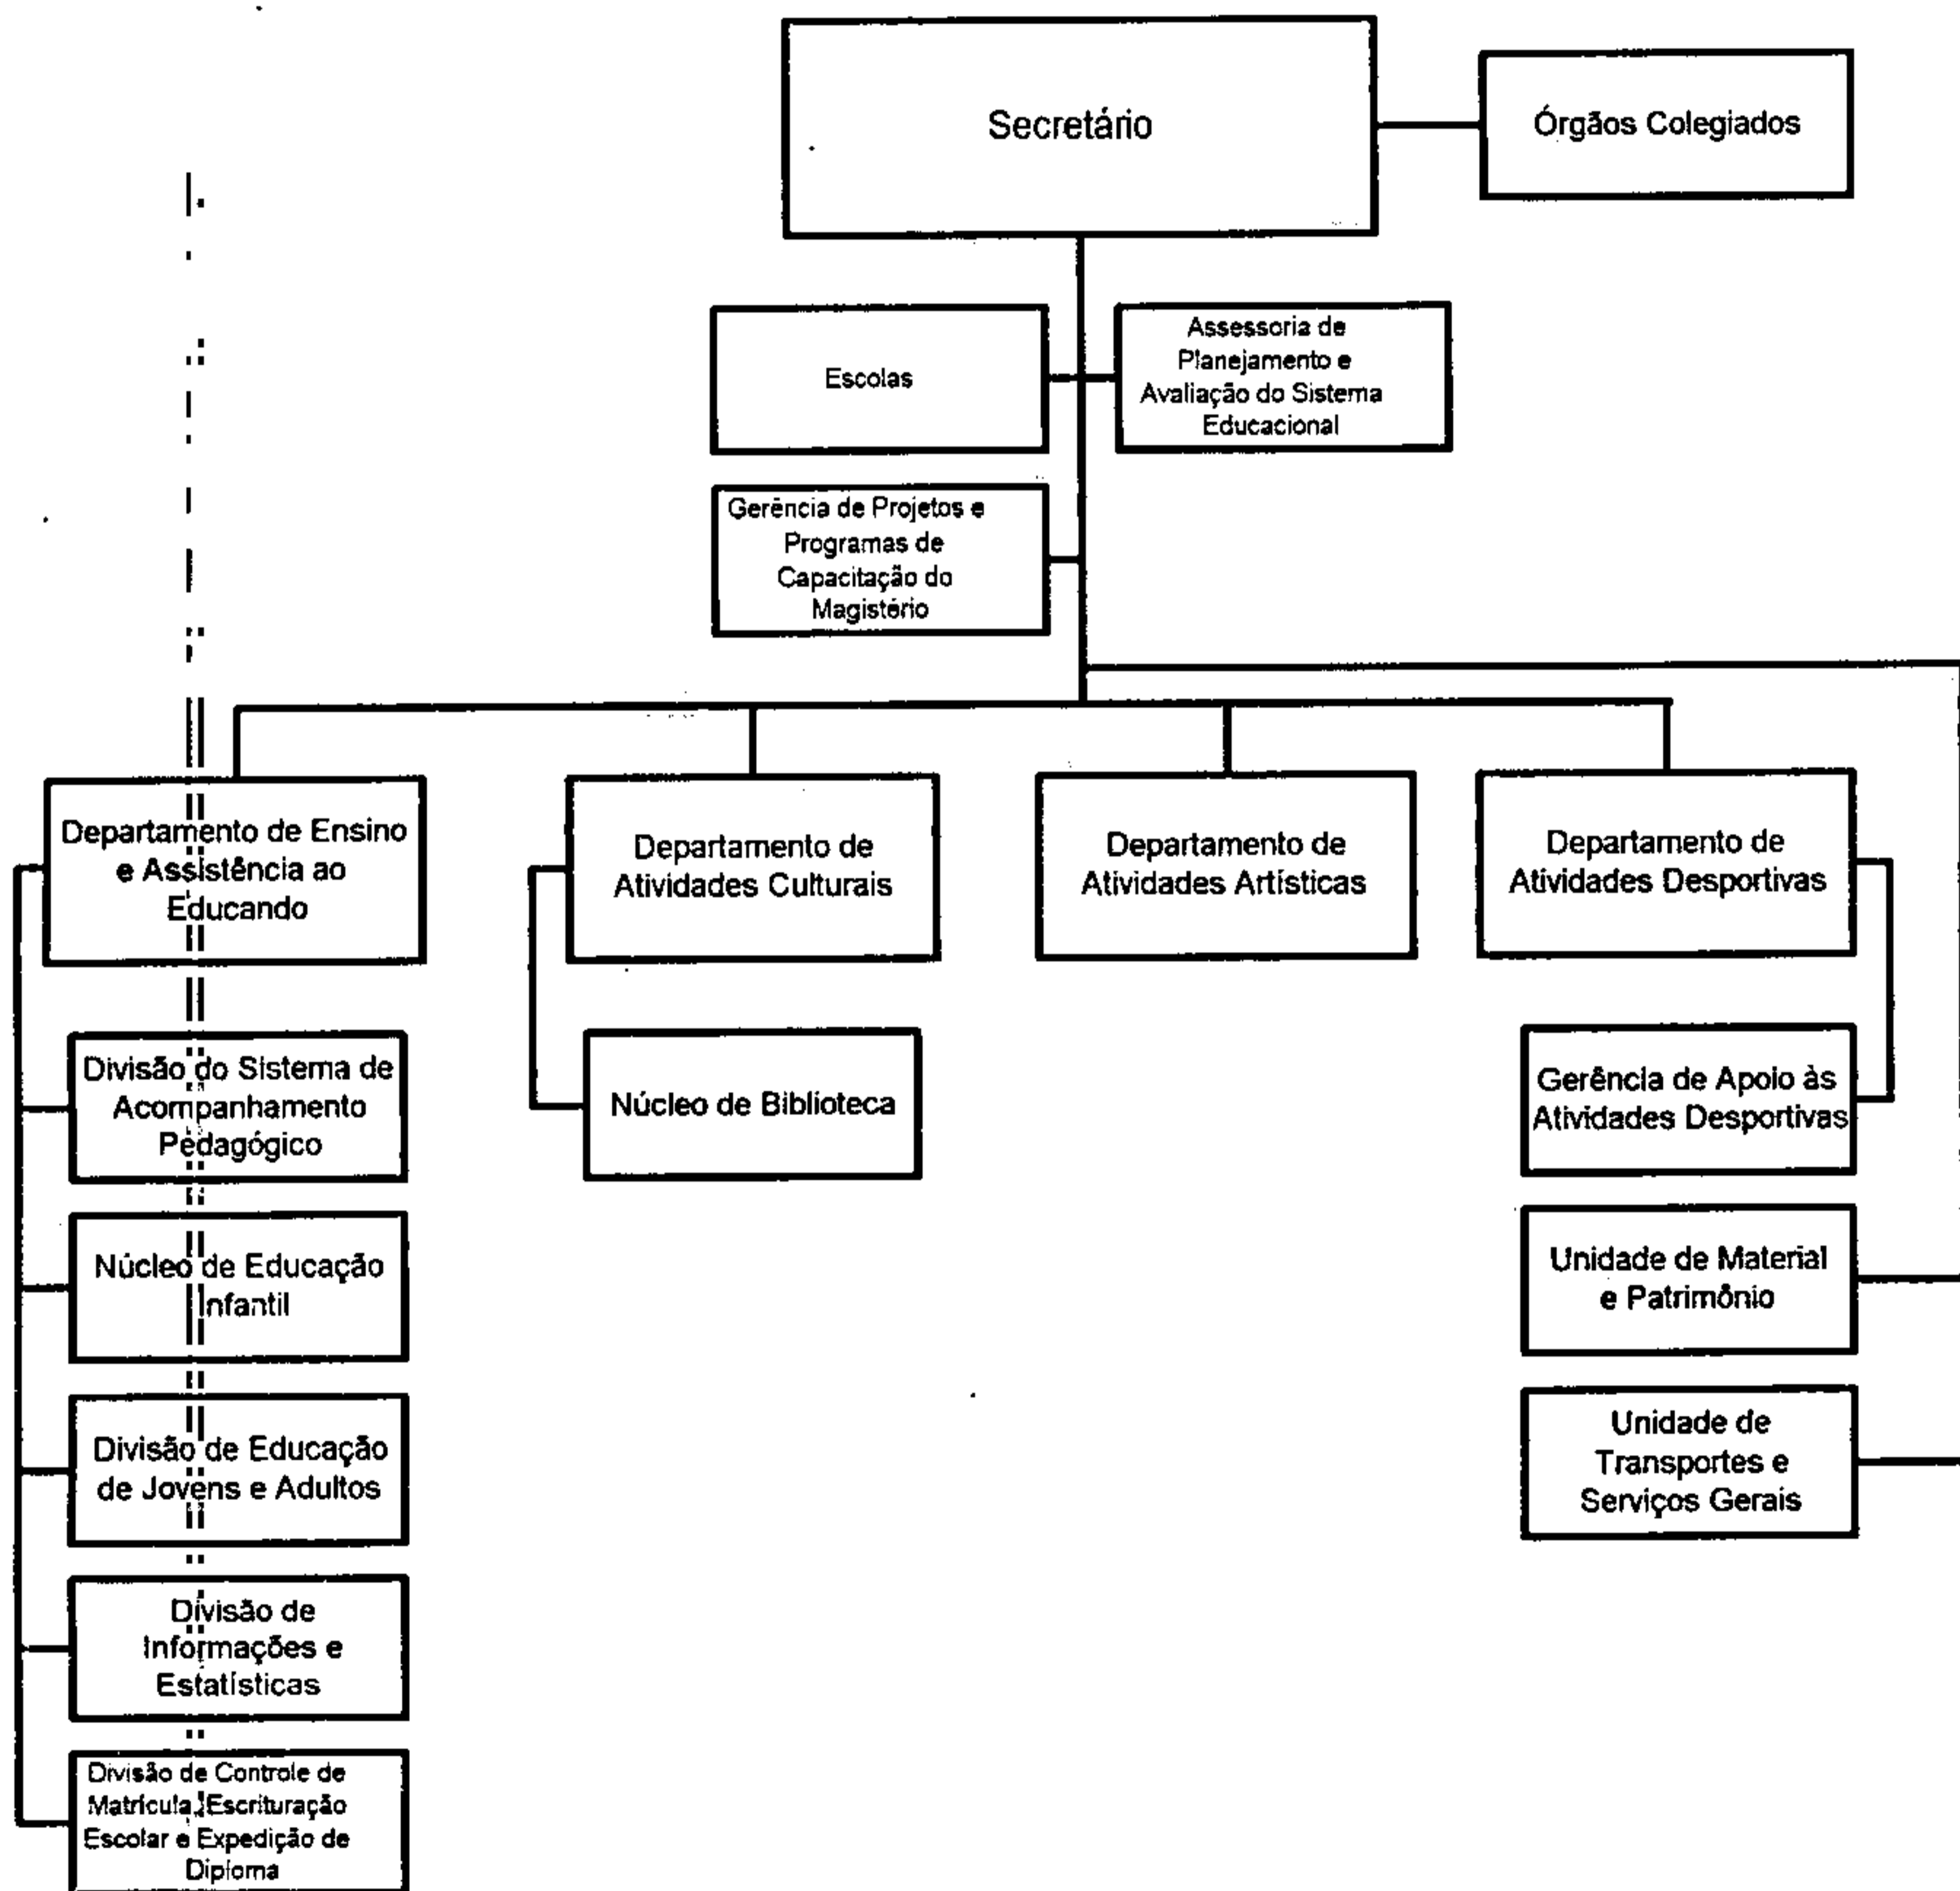 Secretário
Órgãos Colegiados
Escolas
Assessoria de
Planejamento e
Avaliação do Sistema
Educacional
Gerência de Projetos e
Programas de
Capacitação do
Magistério
Departamento de Ensino
e Assistência ao
Educando
Departamento de
Atividades Culturais
Departamento de
Atividades Artísticas
Departamento de
Atividades Desportivas
Divisão do Sistema de
Acompanhamento
Pedagógico
Núcleo de Biblioteca
Gerência de Apoio às
Atividades Desportivas
Núcleo de Educação
Infantil
Unidade de Material
e Patrimônio
Divisão de Educação
de Jovens e Adultos
Unidade de
Transportes e
Serviços Gerais
Divisão de
Informações e
Estatísticas
Divisão de Controle de
Matrícula, Escrituração
Escolar e Expedição de
Diploma